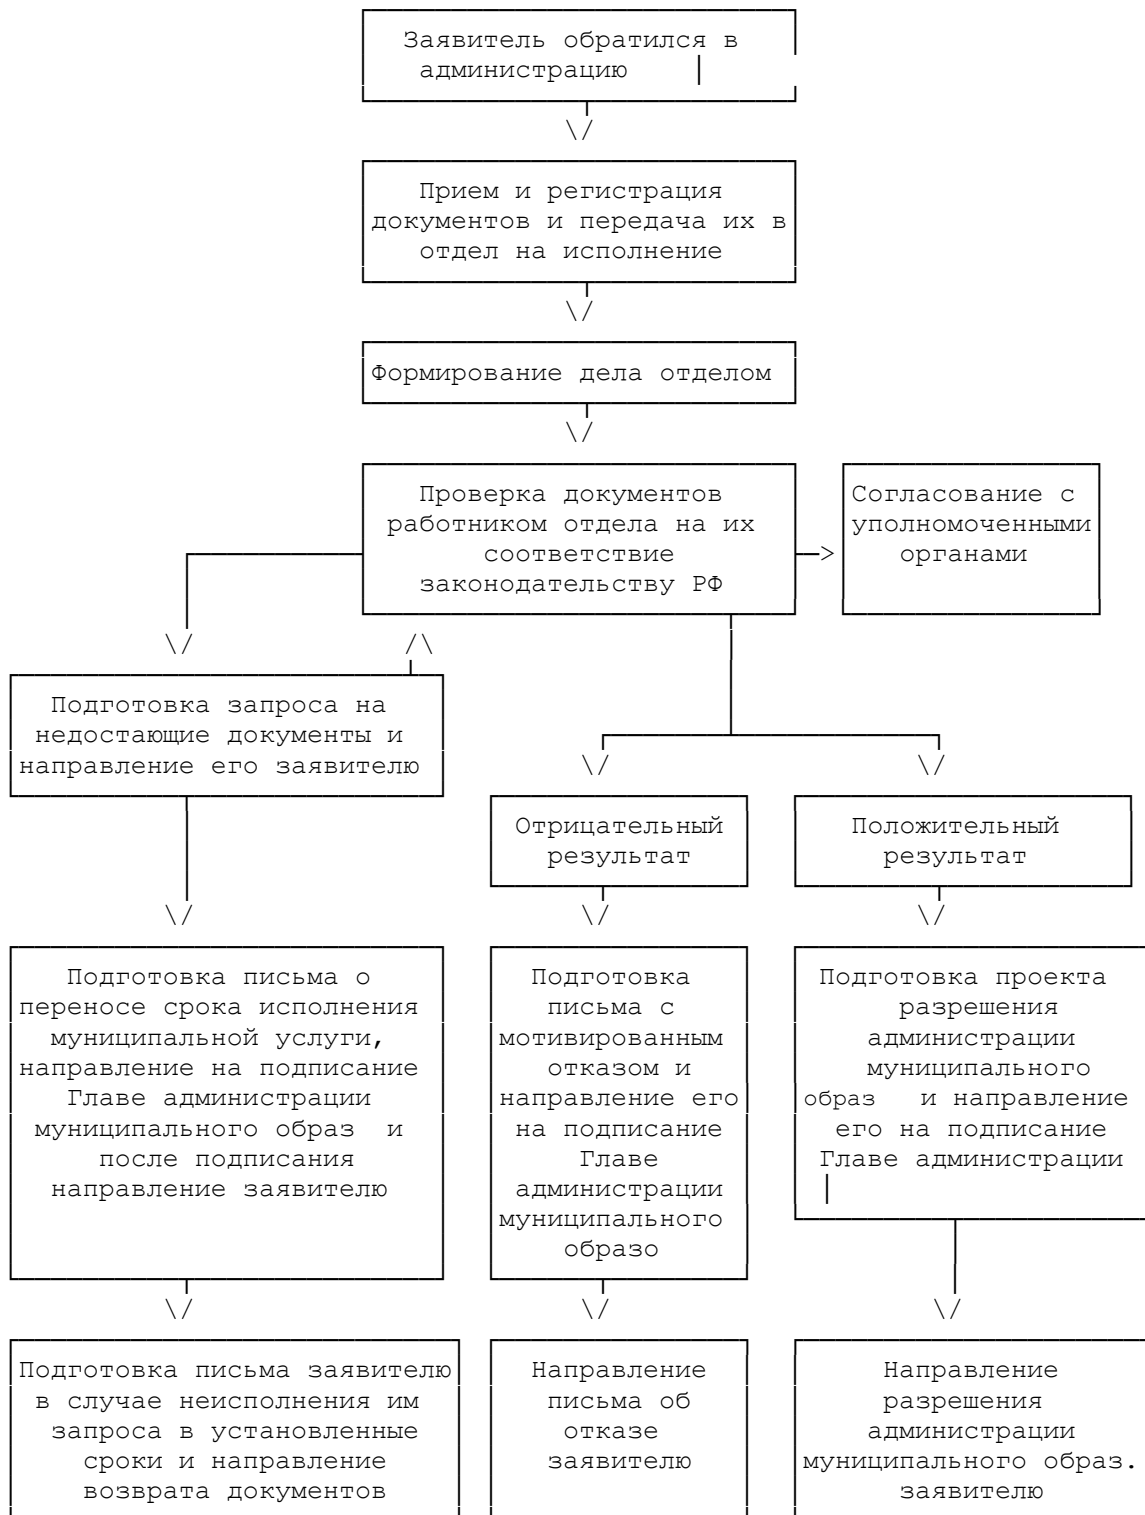 Заявитель обратился в
администрацию
Прием и регистрация
документов и передача их в
отдел на исполнение
Формирование дела отделом
Проверка документов
работником отдела на их
соответствие
законодательству РФ
Согласование с
уполномоченными
органами
Подготовка запроса на
недостающие документы и
направление его заявителю
Отрицательный
результат
Положительный
результат
Подготовка письма о
переносе срока исполнения
муниципальной услуги,
направление на подписание
Главе администрации
муниципального образ и
после подписания
направление заявителю
Подготовка
письма с
мотивированным
отказом и
направление его
на подписание
Главе
администрации
муниципального
образо
Подготовка проекта
разрешения
администрации
муниципального
образ и направление
его на подписание
Главе администрации
Подготовка письма заявителю
в случае неисполнения им
запроса в установленные
сроки и направление
возврата документов
Направление
письма об
отказе
заявителю
Направление
разрешения
администрации
муниципального образ.
заявителю